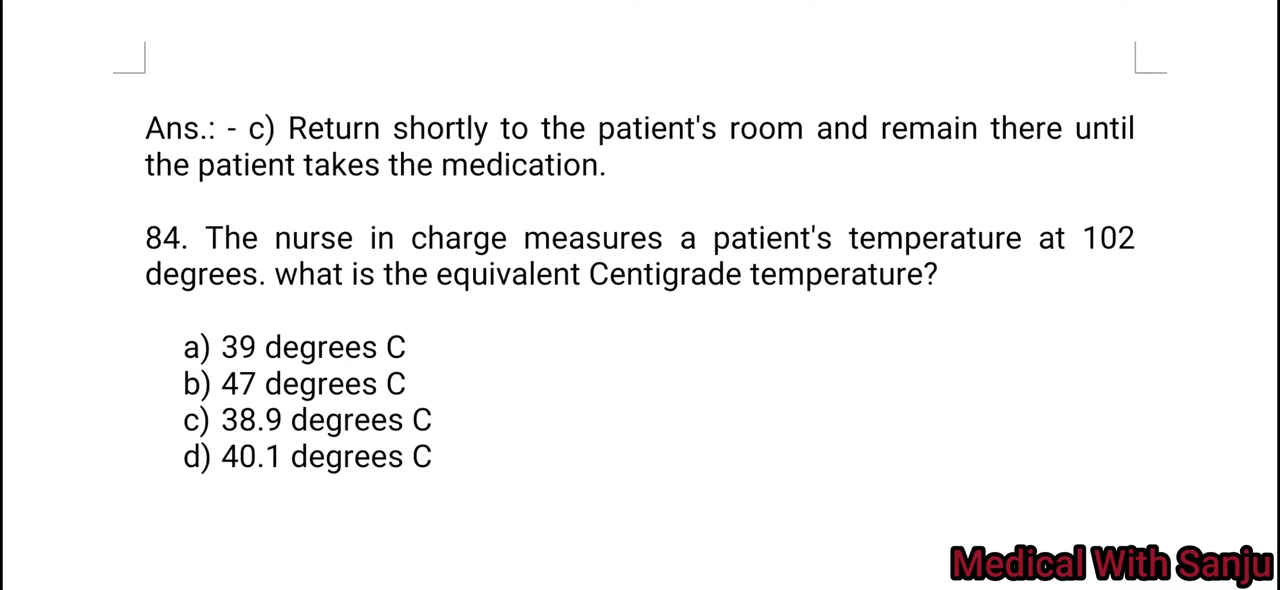 Ans.: - c) Return shortly to the patient's room and remain there until
the patient takes the medication.
84. The nurse in charge measures a patient's temperature at 102
degrees. what is the equivalent Centigrade temperature?
a) 39 degrees C
b) 47 degrees C
c) 38.9 degrees C
d) 40.1 degrees C
Medical With Sanju